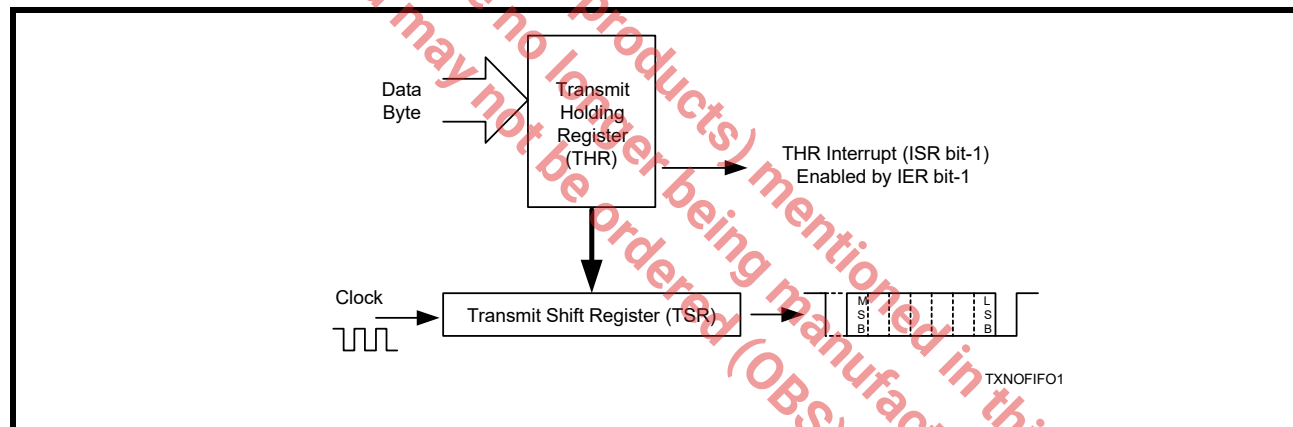 products) mentioned in thi
e no longer being manufact
d may not be ordered (OBS)
Data
Byte
Transmit
Holding
Register
(THR)
THR Interrupt (ISR bit-1)
Enabled by IER bit-1
Clock
Transmit Shift Register (TSR)
M
S
B
L
S
B
TXNOFIFO1